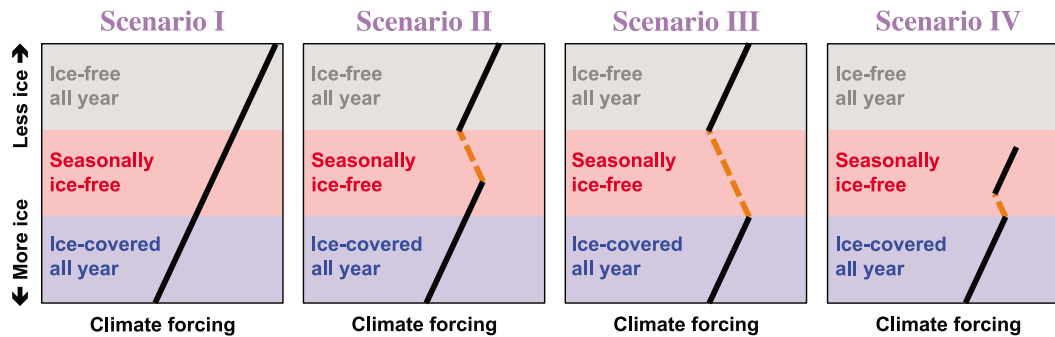 Scenario I
Scenario II
Scenario III
Scenario IV
← More ice   Less ice →
Ice-free
all year
Seasonally
ice-free
Ice-covered
all year
Climate forcing
Ice-free
all year
Seasonally
ice-free
Ice-covered
all year
Climate forcing
Ice-free
all year
Seasonally
ice-free
Ice-covered
all year
Climate forcing
Ice-free
all year
Seasonally
ice-free
Ice-covered
all year
Climate forcing